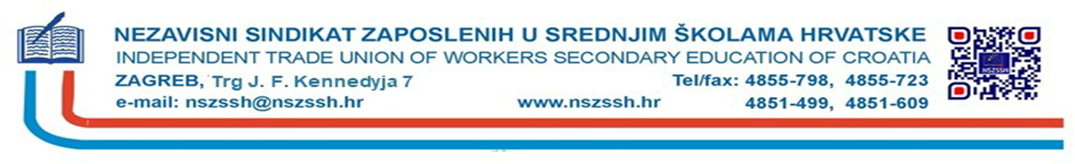 NEZAVISNI SINDIKAT ZAPOSLENIH U SREDNJIM ŠKOLAMA HRVATSKE
INDEPENDENT TRADE UNION OF WORKERS SECONDARY EDUCATION OF CROATIA
ZAGREB, Trg J. F. Kennedyja 7 Tel/fax: 4855-798, 4855-723
e-mail: nszssh@nszssh.hr www.nszssh.hr 4851-499, 4851-609
NSZSSH